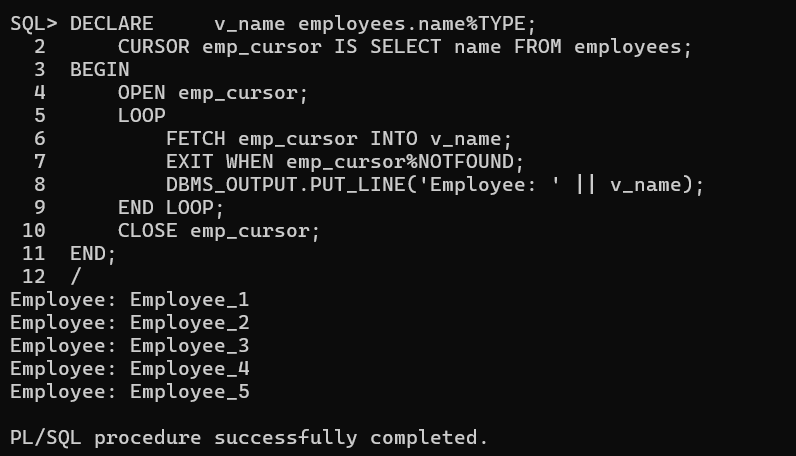 SQL> DECLARE     v_name employees.name%TYPE;
  2      CURSOR emp_cursor IS SELECT name FROM employees;
  3  BEGIN
  4      OPEN emp_cursor;
  5      LOOP
  6          FETCH emp_cursor INTO v_name;
  7          EXIT WHEN emp_cursor%NOTFOUND;
  8          DBMS_OUTPUT.PUT_LINE('Employee: ' || v_name);
  9      END LOOP;
 10      CLOSE emp_cursor;
 11  END;
 12  /
Employee: Employee_1
Employee: Employee_2
Employee: Employee_3
Employee: Employee_4
Employee: Employee_5

PL/SQL procedure successfully completed.